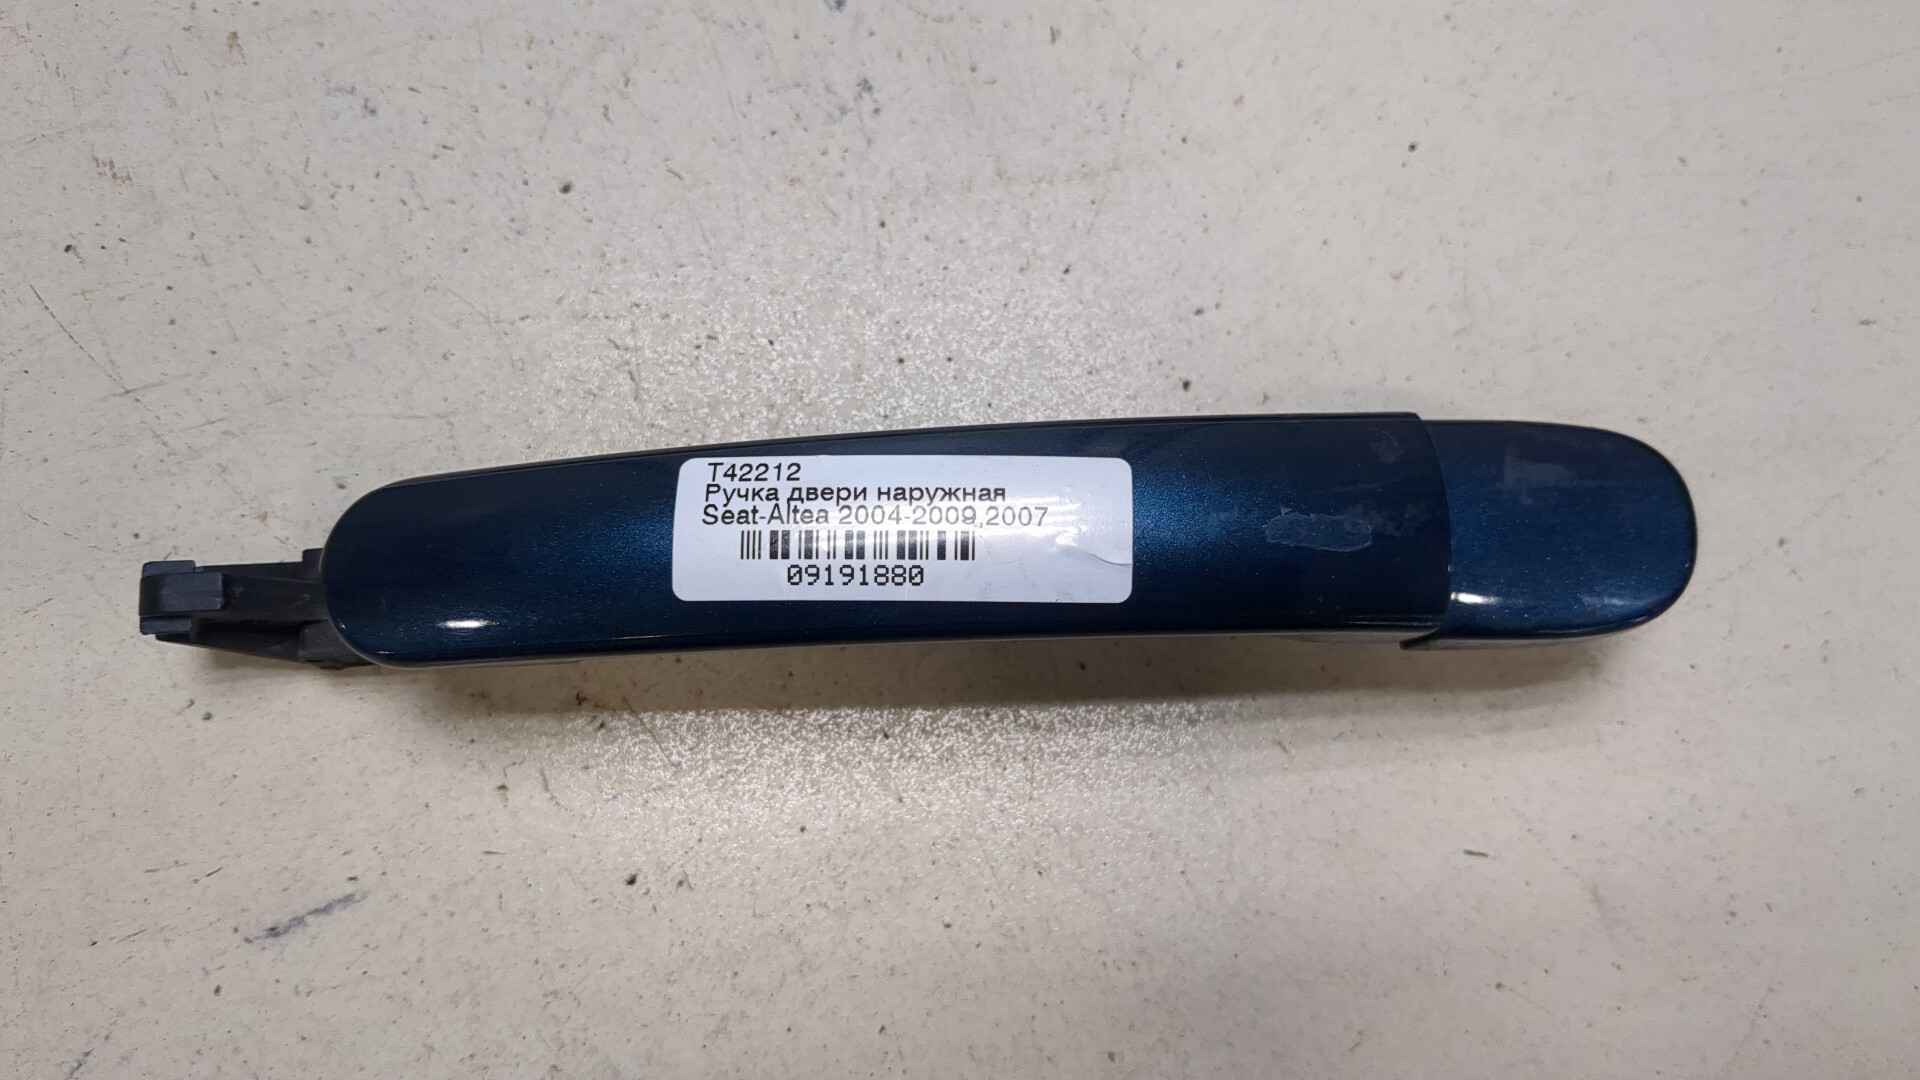 T42212
Ручка двери наружная
Seat-Altea 2004-2009,2007
09191880